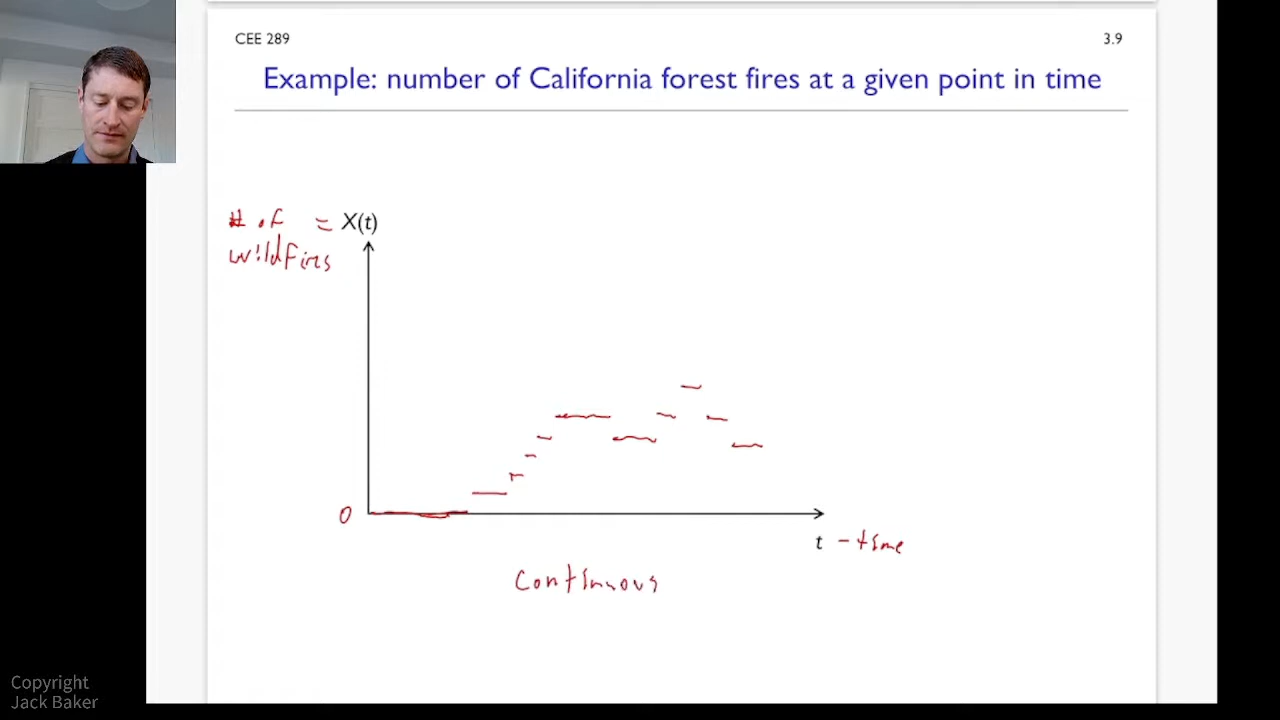 CEE 289
3.9
Example: number of California forest fires at a given point in time
# of = X(t)
wildfires
0
t - time
continuous
Copyright
Jack Baker